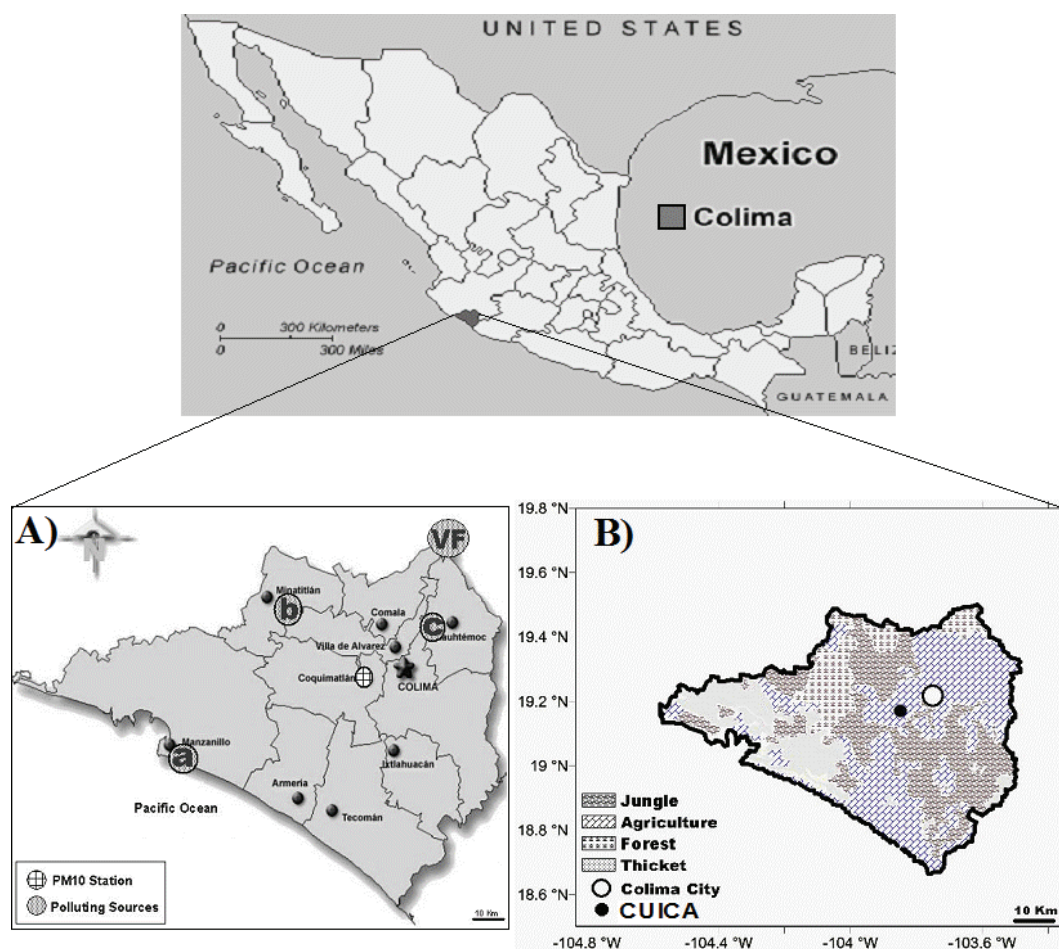 UNITED STATES
Mexico
Colima
Pacific Ocean
0 300 Kilometers
0 300 Miles
BELIZ
GUATEMALA
A)
N
VF
Minatitlán
b
Comala
c
uauhtémoc
Villa de Alvarez
Coquimatlán
COLIMA
Manzanillo
a
Ixtlahuacán
Armería
Pacific Ocean
Tecomán
PM10 Station
Polluting Sources
10 Km
B)
19.8 °N
19.6 °N
19.4 °N
19.2 °N
19 °N
18.8 °N
18.6 °N
Jungle
Agriculture
Forest
Thicket
Colima City
CUICA
10 Km
-104.8 °W -104.4 °W -104 °W -103.6 °W